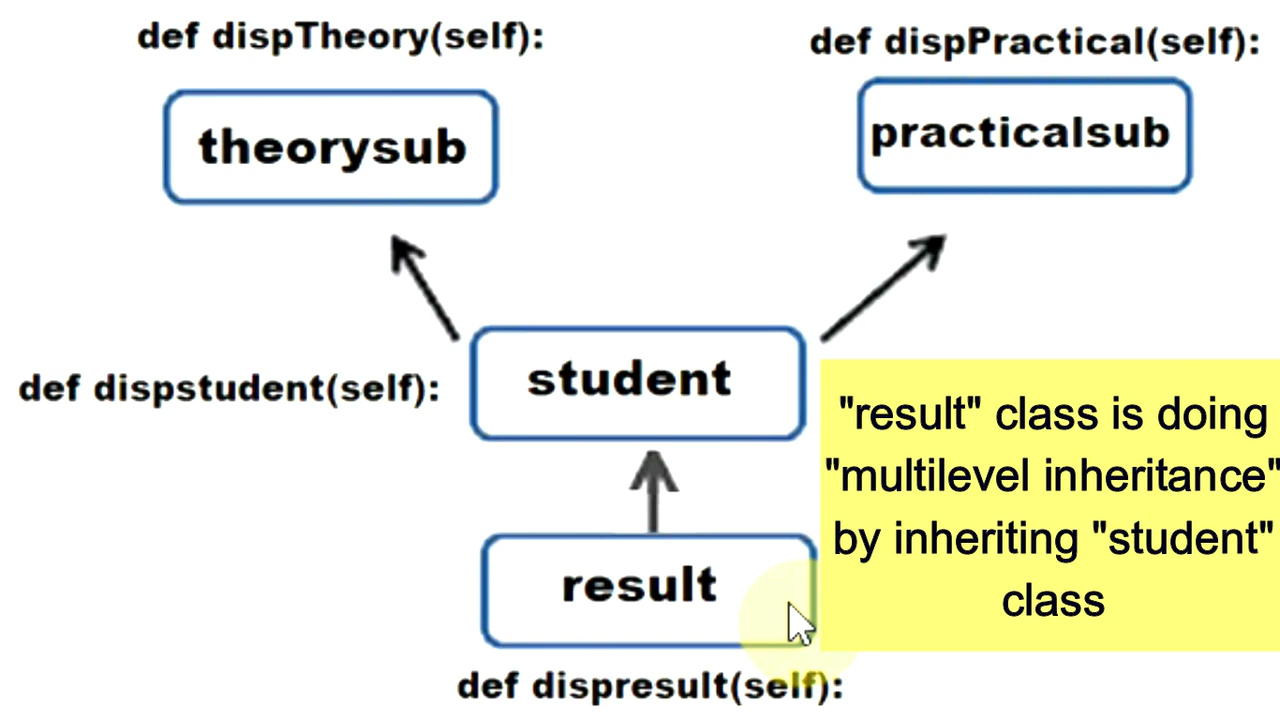 def dispTheory(self):
def dispPractical(self):
theorysub
practicalsub
def dispstudent(self):
student
"result" class is doing
"multilevel inheritance"
by inheriting "student"
class
result
def dispresult(self):